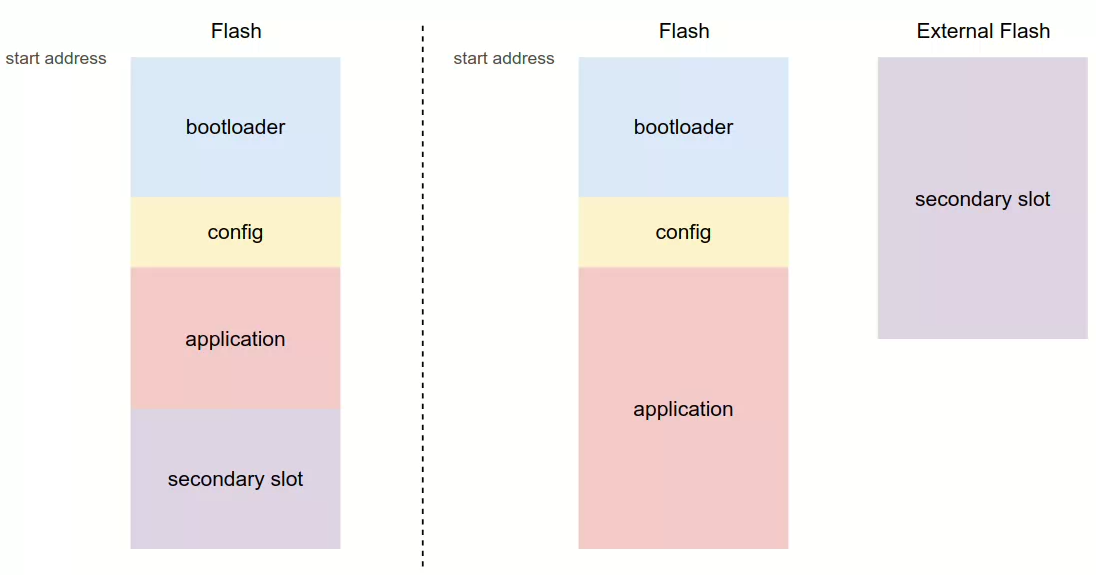 Flash
start address
bootloader
config
application
secondary slot
Flash
start address
bootloader
config
application
External Flash
secondary slot